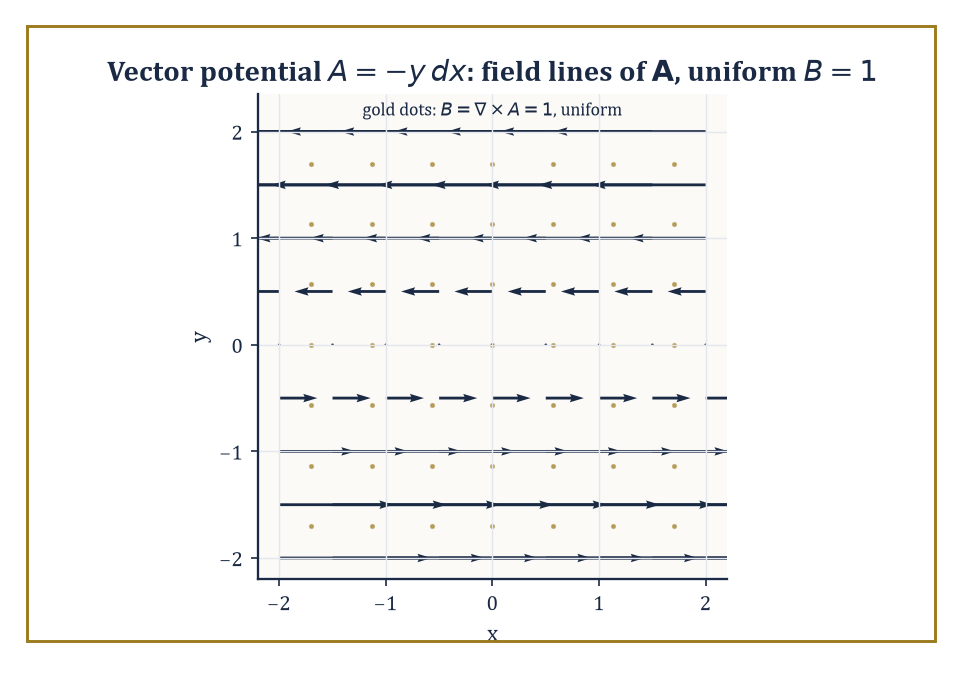 Vector potential A = −y dx: field lines of A, uniform B = 1
gold dots: B = ∇ × A = 1, uniform
2
1
0
−1
−2
y
−2 −1 0 1 2
x